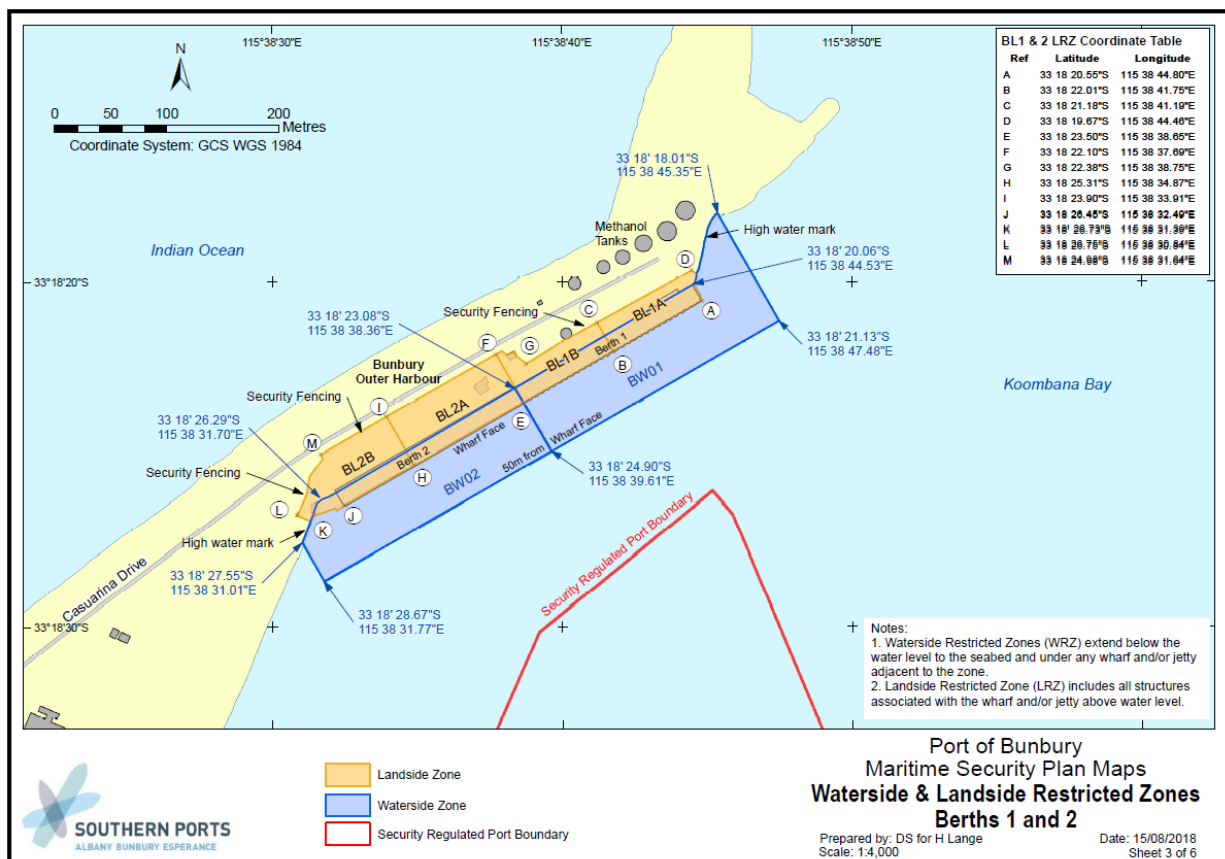 115°38'30"E
115°38'40"E
115°38'50"E
N
0 50 100 200
Metres
Coordinate System: GCS WGS 1984
BL1 & 2 LRZ Coordinate Table
Ref Latitude Longitude
A 33 18 20.55"S 115 38 44.80"E
B 33 18 22.01"S 115 38 41.75"E
C 33 18 21.18"S 115 38 41.19"E
D 33 18 19.67"S 115 38 44.46"E
E 33 18 23.50"S 115 38 38.65"E
F 33 18 22.10"S 115 38 37.69"E
G 33 18 22.38"S 115 38 38.75"E
H 33 18 25.31"S 115 38 34.87"E
I 33 18 23.90"S 115 38 33.91"E
J 115 38 32.49"E
K
L
M
33 18' 18.01"S
115 38 45.35"E
Indian Ocean
Methanol
Tanks
High water mark
33 18' 20.06"S
115 38 44.53"E
33°18'20"S
D
Security Fencing
C
BL1A
A
33 18' 23.08"S
115 38 38.36"E
F
G
BL1B
Berth 1
B
BW01
33 18' 21.13"S
115 38 47.48"E
Koombana Bay
Bunbury
Outer Harbour
Security Fencing
I
BL2A
33 18' 26.29"S
115 38 31.70"E
M
E
Wharf Face
Wharf Face
50m from
BL2B
Berth 2
H
BW02
33 18' 24.90"S
115 38 39.61"E
Security Fencing
L
J
K
High water mark
33 18' 27.55"S
115 38 31.01"E
33 18' 28.67"S
115 38 31.77"E
Casuarina Drive
Security Regulated Port Boundary
33°18'30"S
Notes:
1. Waterside Restricted Zones (WRZ) extend below the
water level to the seabed and under any wharf and/or jetty
adjacent to the zone.
2. Landside Restricted Zone (LRZ) includes all structures
associated with the wharf and/or jetty above water level.
SOUTHERN PORTS
ALBANY BUNBURY ESPERANCE
Landside Zone
Waterside Zone
Security Regulated Port Boundary
Port of Bunbury
Maritime Security Plan Maps
Waterside & Landside Restricted Zones
Berths 1 and 2
Prepared by: DS for H Lange Date: 15/08/2018
Scale: 1:4,000 Sheet 3 of 6